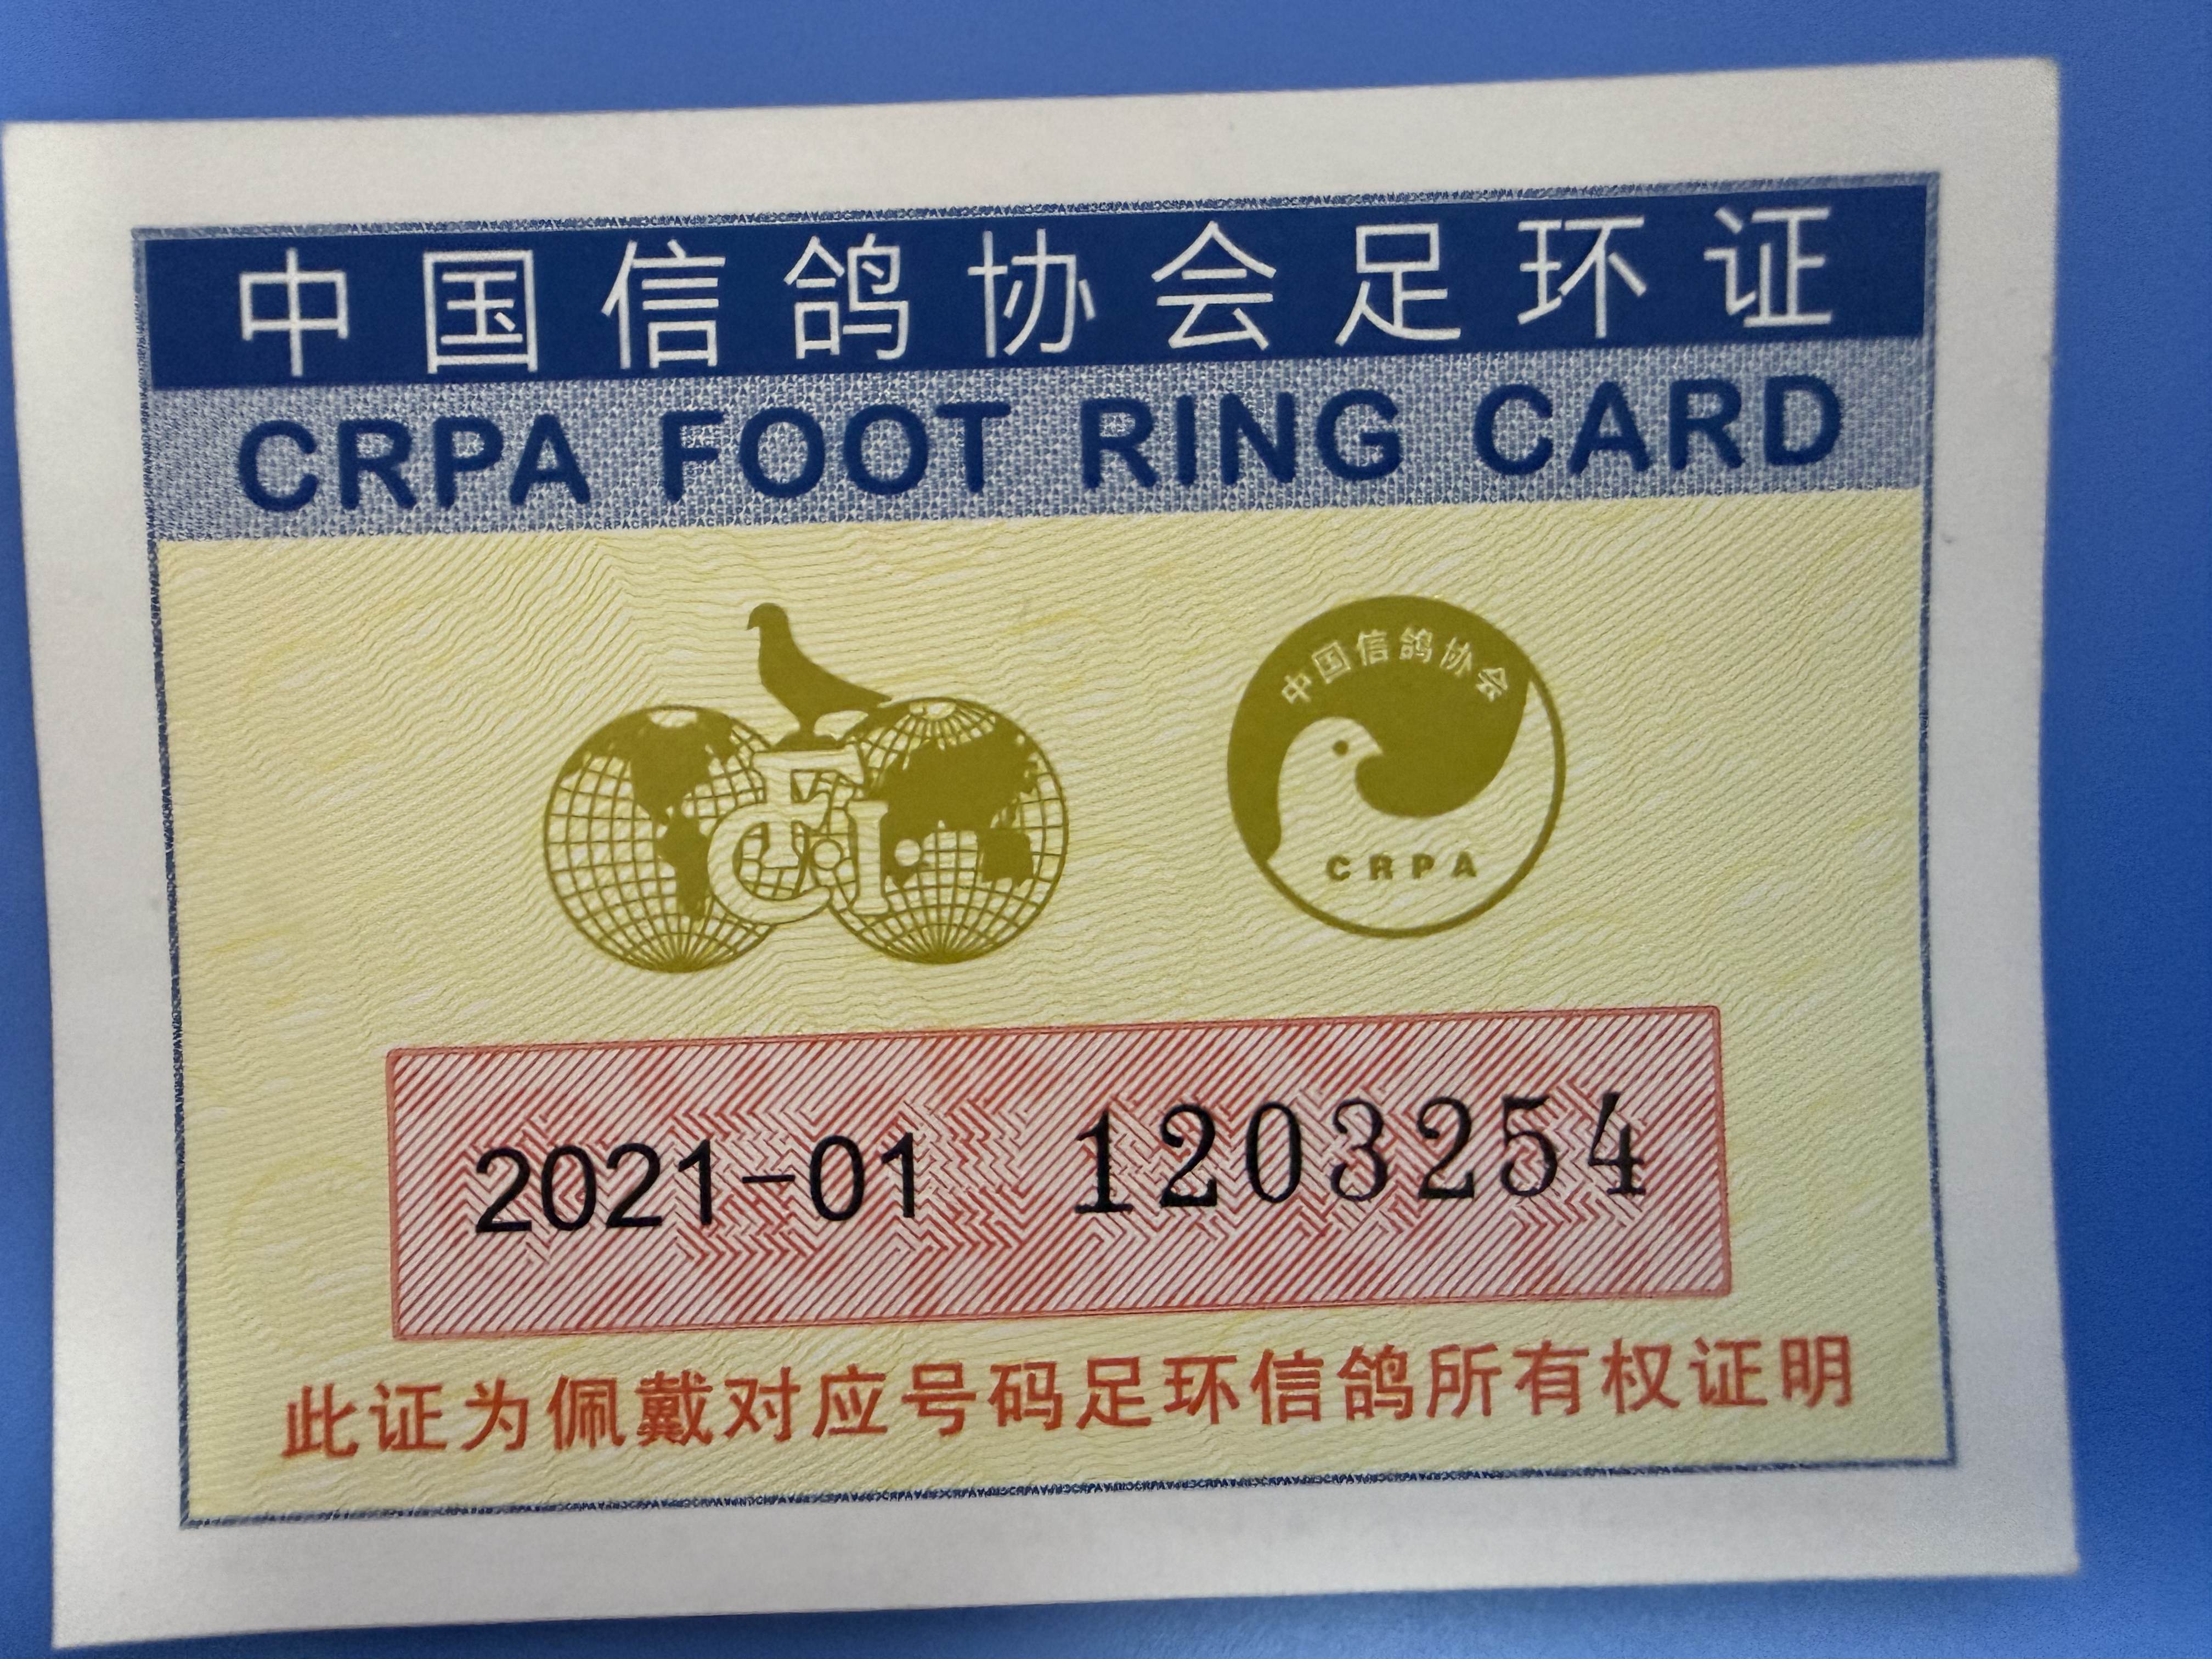 中国信鸽协会足环证
CRPA FOOT RING CARD
FCI
中国信鸽协会
CRPA
2021-01 1203254
此证为佩戴对应号码足环信鸽所有权证明